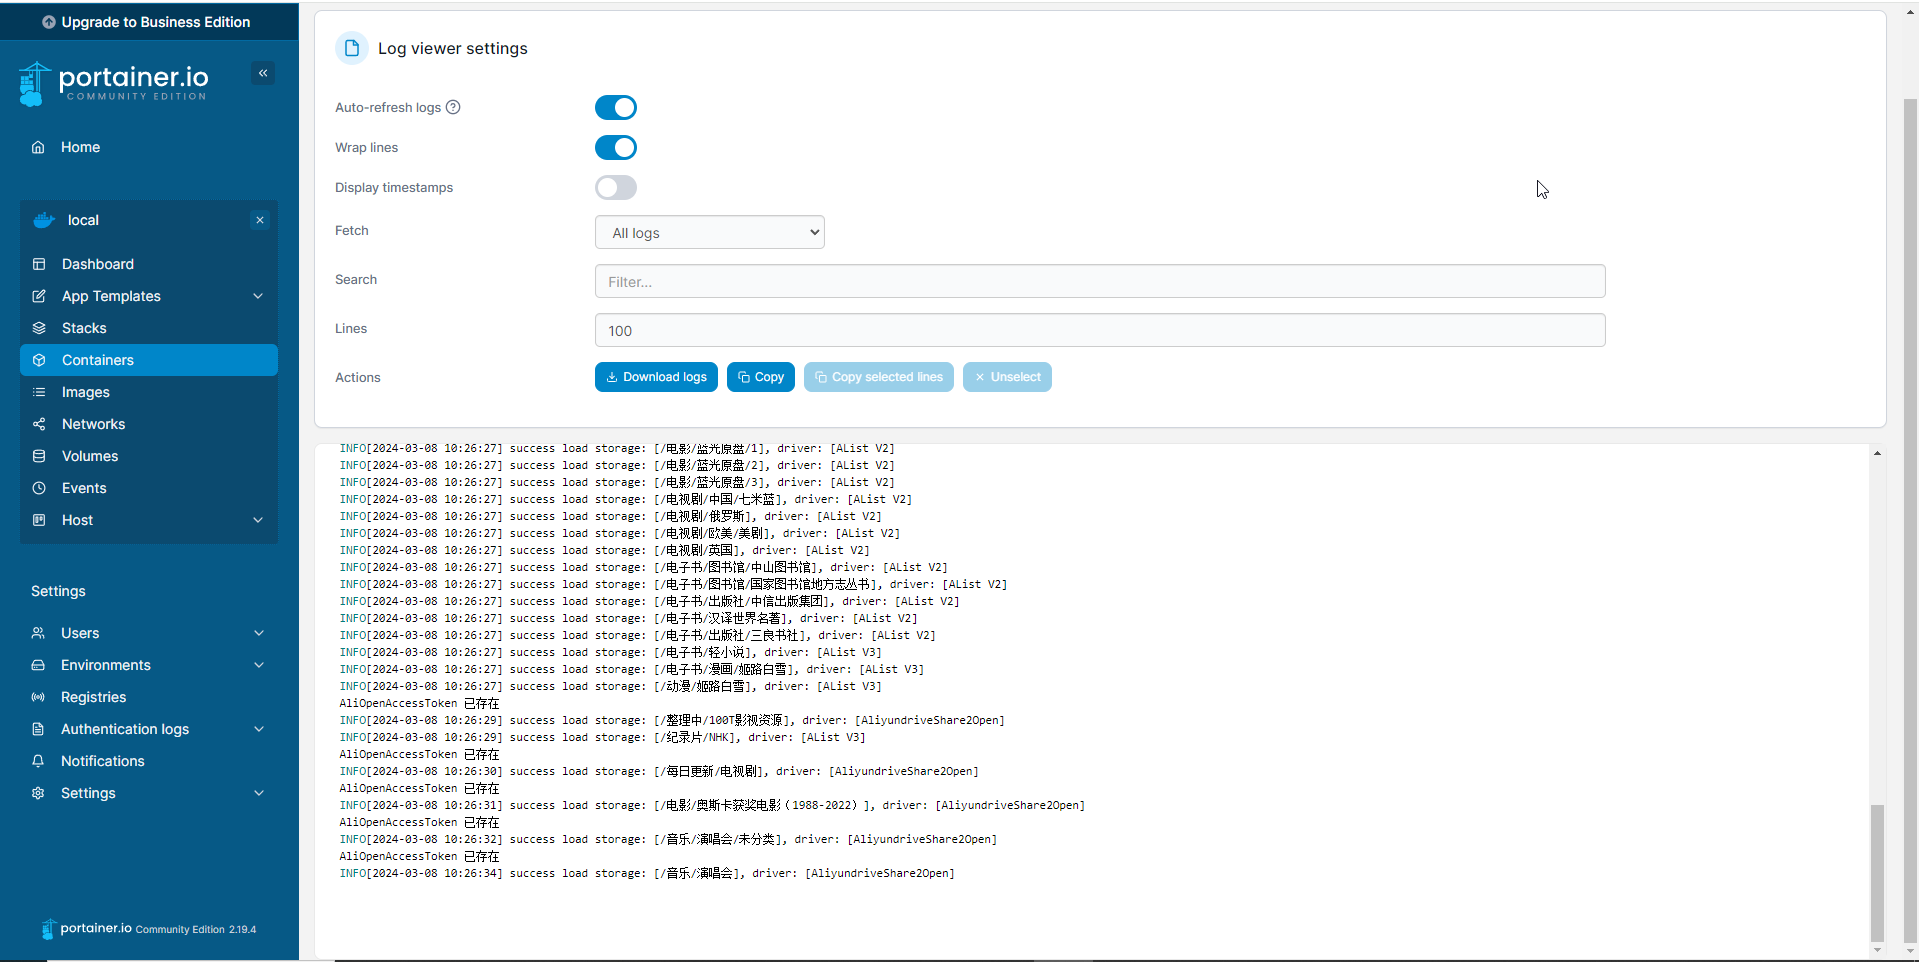 Upgrade to Business Edition
portainer.io
COMMUNITY EDITION
Home
local
Dashboard
App Templates
Stacks
Containers
Images
Networks
Volumes
Events
Host
Settings
Users
Environments
Registries
Authentication logs
Notifications
Settings
portainer.io Community Edition 2.19.4
Log viewer settings
Auto-refresh logs
Wrap lines
Display timestamps
Fetch All logs
Search Filter...
Lines 100
Actions Download logs Copy Copy selected lines Unselect
INFO[2024-03-08 10:26:27] success load storage: [/电影/蓝光原盘/1], driver: [AList V2]
INFO[2024-03-08 10:26:27] success load storage: [/电影/蓝光原盘/2], driver: [AList V2]
INFO[2024-03-08 10:26:27] success load storage: [/电影/蓝光原盘/3], driver: [AList V2]
INFO[2024-03-08 10:26:27] success load storage: [/电视剧/中国/七米蓝], driver: [AList V2]
INFO[2024-03-08 10:26:27] success load storage: [/电视剧/俄罗斯], driver: [AList V2]
INFO[2024-03-08 10:26:27] success load storage: [/电视剧/欧美/美剧], driver: [AList V2]
INFO[2024-03-08 10:26:27] success load storage: [/电视剧/英国], driver: [AList V2]
INFO[2024-03-08 10:26:27] success load storage: [/电子书/图书馆/中山图书馆], driver: [AList V2]
INFO[2024-03-08 10:26:27] success load storage: [/电子书/图书馆/国家图书馆地方志丛书], driver: [AList V2]
INFO[2024-03-08 10:26:27] success load storage: [/电子书/出版社/中信出版集团], driver: [AList V2]
INFO[2024-03-08 10:26:27] success load storage: [/电子书/汉译世界名著], driver: [AList V2]
INFO[2024-03-08 10:26:27] success load storage: [/电子书/出版社/三良书社], driver: [AList V2]
INFO[2024-03-08 10:26:27] success load storage: [/电子书/轻小说], driver: [AList V3]
INFO[2024-03-08 10:26:27] success load storage: [/电子书/漫画/姬路白雪], driver: [AList V3]
INFO[2024-03-08 10:26:27] success load storage: [/动漫/姬路白雪], driver: [AList V3]
AliOpenAccessToken 已存在
INFO[2024-03-08 10:26:29] success load storage: [/整理中/100T影视资源], driver: [AliyundriveShare2Open]
INFO[2024-03-08 10:26:29] success load storage: [/纪录片/NHK], driver: [AList V3]
AliOpenAccessToken 已存在
INFO[2024-03-08 10:26:30] success load storage: [/每日更新/电视剧], driver: [AliyundriveShare2Open]
AliOpenAccessToken 已存在
INFO[2024-03-08 10:26:31] success load storage: [/电影/奥斯卡获奖电影（1988-2022）], driver: [AliyundriveShare2Open]
AliOpenAccessToken 已存在
INFO[2024-03-08 10:26:32] success load storage: [/音乐/演唱会/未分类], driver: [AliyundriveShare2Open]
AliOpenAccessToken 已存在
INFO[2024-03-08 10:26:34] success load storage: [/音乐/演唱会], driver: [AliyundriveShare2Open]